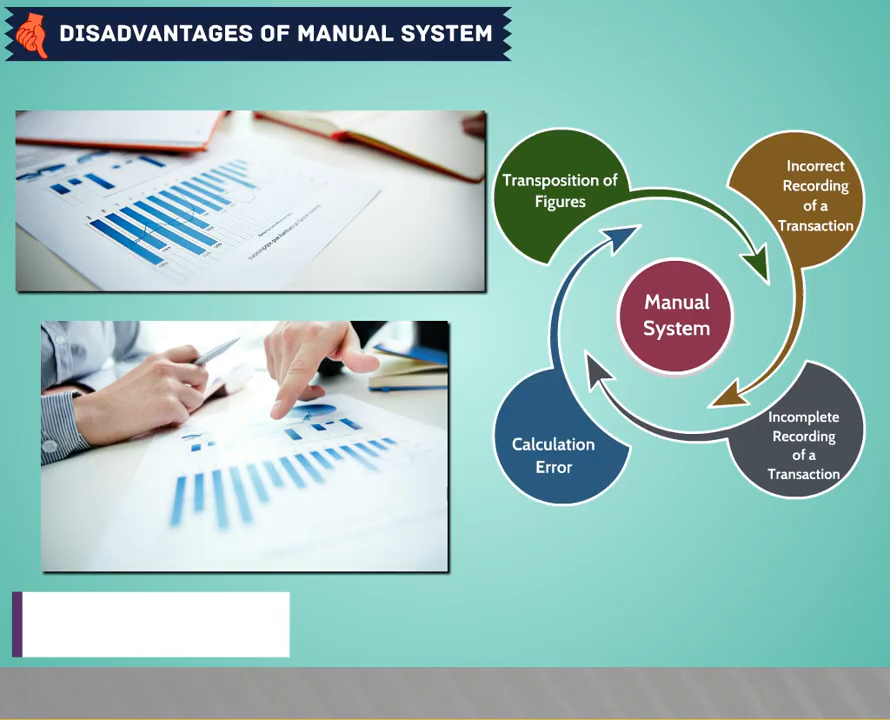 DISADVANTAGES OF MANUAL SYSTEM
Transposition of
Figures
Incorrect
Recording
of a
Transaction
Manual
System
Calculation
Error
Incomplete
Recording
of a
Transaction